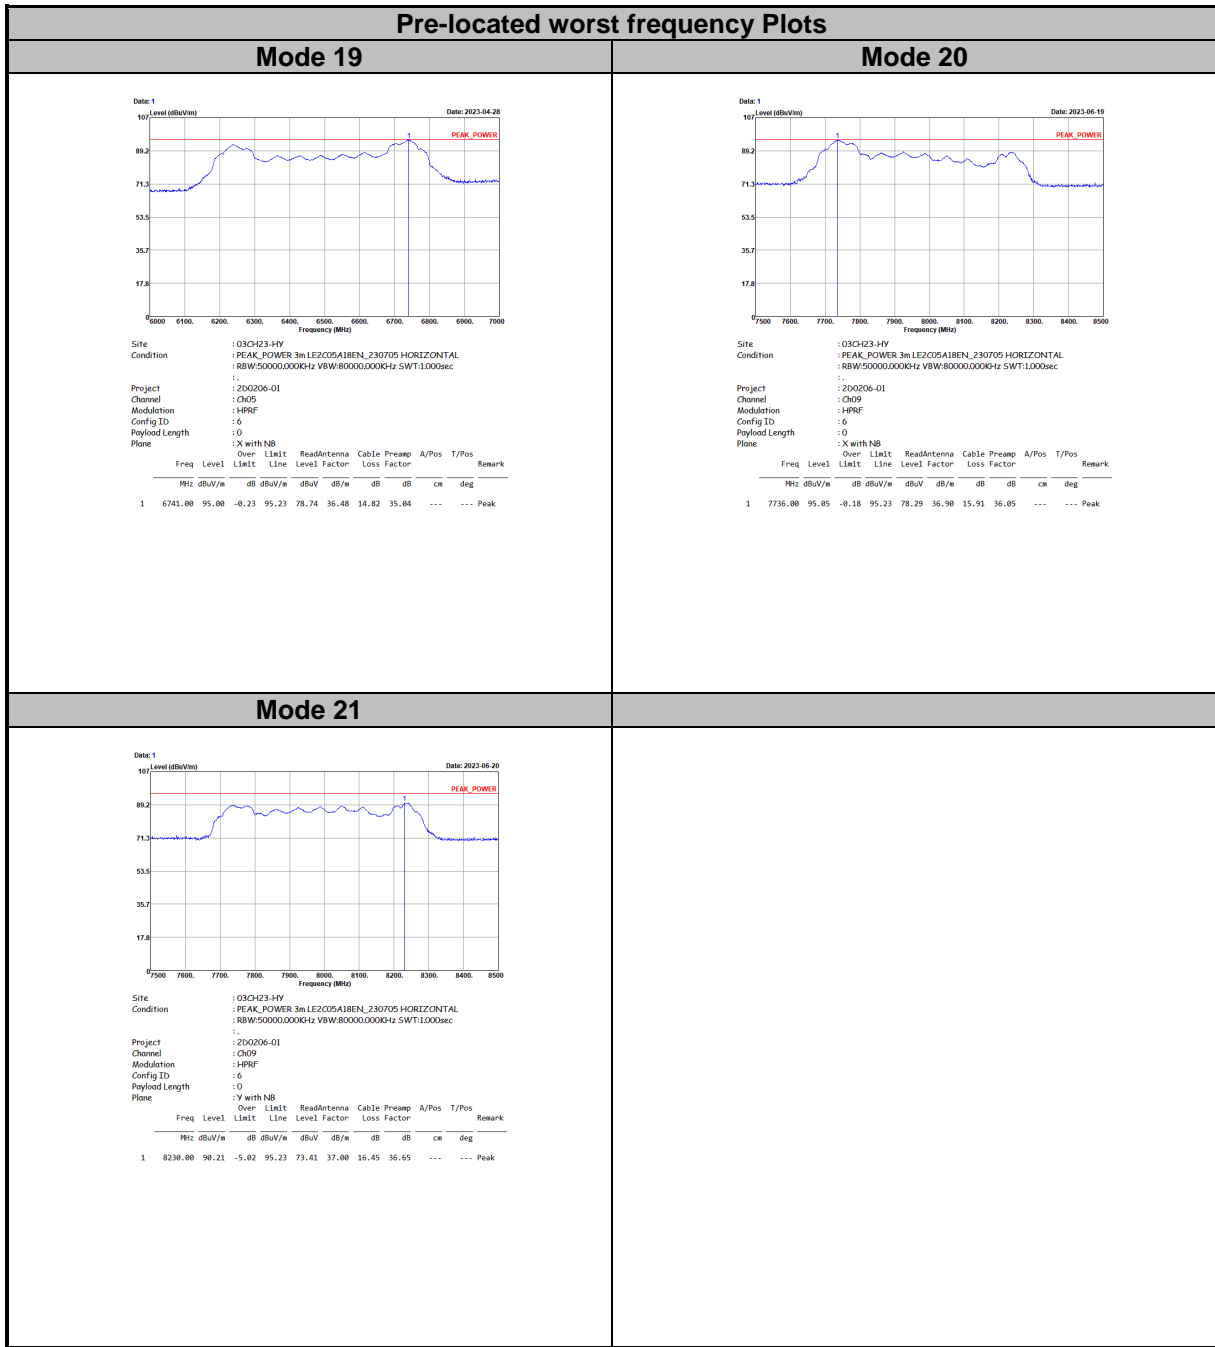 Pre-located worst frequency Plots
Mode 19
Mode 20
Data: 1
107 Level (dBuV/m) Date: 2023-04-28
1 PEAK_POWER
89.2
71.3
53.5
35.7
17.8
0 6000 6100. 6200. 6300. 6400. 6500. 6600. 6700. 6800. 6900. 7000
Frequency (MHz)
Site : 03CH23-HY
Condition : PEAK_POWER 3m LE2C05A18EN_230705 HORIZONTAL
: RBW:50000.000KHz VBW:80000.000KHz SWT:1.000sec
: .
Project : 2D0206-01
Channel : Ch05
Modulation : HPRF
Config ID : 6
Payload Length : 0
Plane : X with NB
Over Limit ReadAntenna Cable Preamp A/Pos T/Pos
Freq Level Limit Line Level Factor Loss Factor Remark
MHz dBuV/m dB dBuV/m dBuV dB/m dB dB cm deg
1 6741.00 95.00 -0.23 95.23 78.74 36.48 14.82 35.04 --- --- Peak
Data: 1
107 Level (dBuV/m) Date: 2023-06-19
1 PEAK_POWER
89.2
71.3
53.5
35.7
17.8
0 7500 7600. 7700. 7800. 7900. 8000. 8100. 8200. 8300. 8400. 8500
Frequency (MHz)
Site : 03CH23-HY
Condition : PEAK_POWER 3m LE2C05A18EN_230705 HORIZONTAL
: RBW:50000.000KHz VBW:80000.000KHz SWT:1.000sec
: .
Project : 2D0206-01
Channel : Ch09
Modulation : HPRF
Config ID : 6
Payload Length : 0
Plane : X with NB
Over Limit ReadAntenna Cable Preamp A/Pos T/Pos
Freq Level Limit Line Level Factor Loss Factor Remark
MHz dBuV/m dB dBuV/m dBuV dB/m dB dB cm deg
1 7736.00 95.05 -0.18 95.23 78.29 36.90 15.91 36.05 --- --- Peak
Mode 21
Data: 1
107 Level (dBuV/m) Date: 2023-06-20
PEAK_POWER
1
89.2
71.3
53.5
35.7
17.8
0 7500 7600. 7700. 7800. 7900. 8000. 8100. 8200. 8300. 8400. 8500
Frequency (MHz)
Site : 03CH23-HY
Condition : PEAK_POWER 3m LE2C05A18EN_230705 HORIZONTAL
: RBW:50000.000KHz VBW:80000.000KHz SWT:1.000sec
: .
Project : 2D0206-01
Channel : Ch09
Modulation : HPRF
Config ID : 6
Payload Length : 0
Plane : Y with NB
Over Limit ReadAntenna Cable Preamp A/Pos T/Pos
Freq Level Limit Line Level Factor Loss Factor Remark
MHz dBuV/m dB dBuV/m dBuV dB/m dB dB cm deg
1 8230.00 90.21 -5.02 95.23 73.41 37.00 16.45 36.65 --- --- Peak